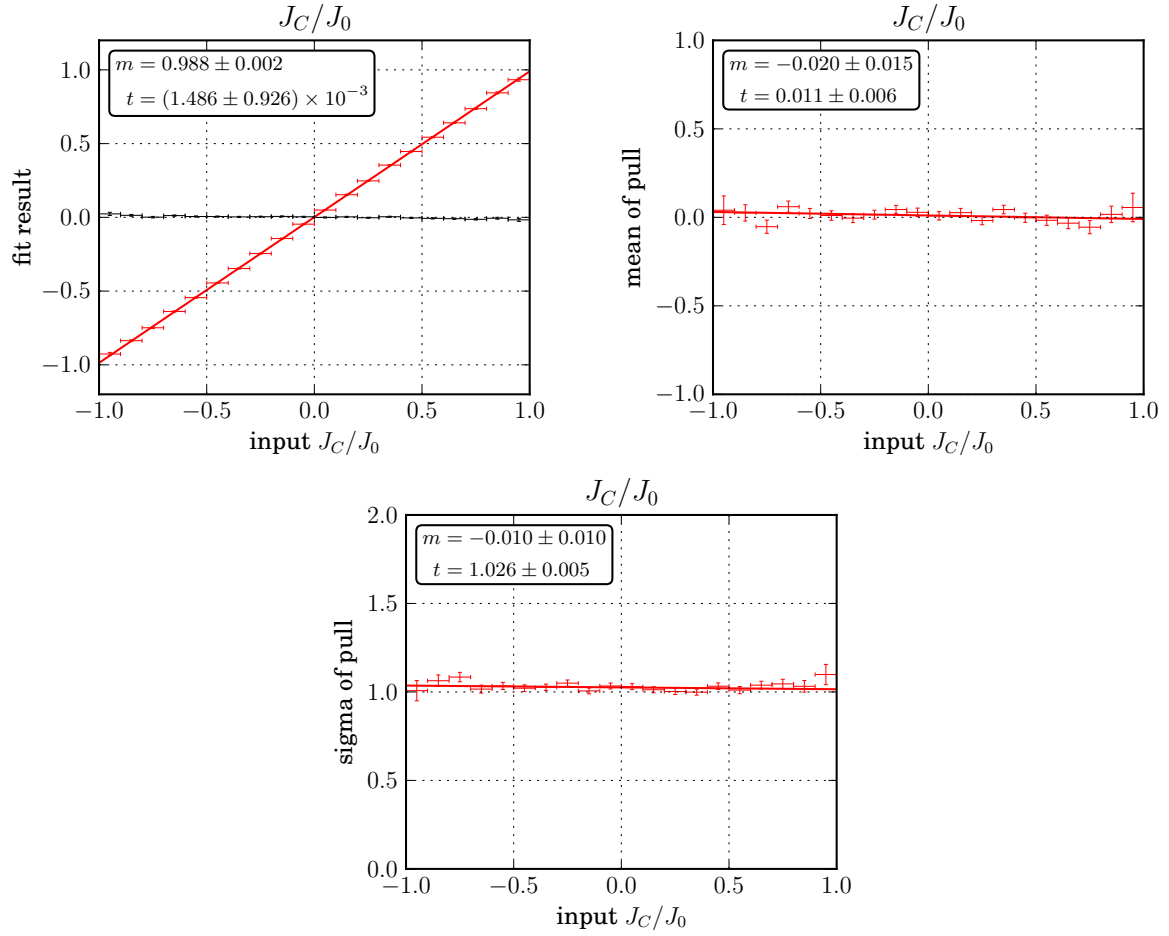 J_C/J_0
m = 0.988 ± 0.002
t = (1.486 ± 0.926) × 10^{-3}
fit result
1.0
0.5
0.0
−0.5
−1.0
−1.0 −0.5 0.0 0.5 1.0
input J_C/J_0
J_C/J_0
m = −0.020 ± 0.015
t = 0.011 ± 0.006
mean of pull
1.0
0.5
0.0
−0.5
−1.0
−1.0 −0.5 0.0 0.5 1.0
input J_C/J_0
J_C/J_0
m = −0.010 ± 0.010
t = 1.026 ± 0.005
sigma of pull
2.0
1.5
1.0
0.5
0.0
−1.0 −0.5 0.0 0.5 1.0
input J_C/J_0